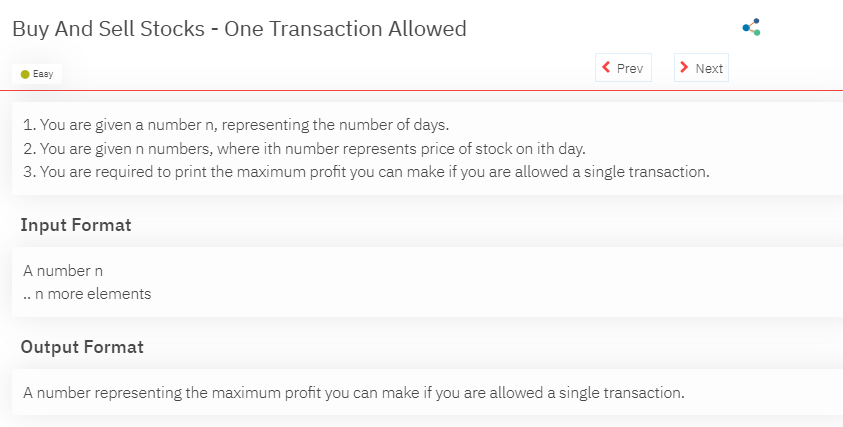 Buy And Sell Stocks - One Transaction Allowed
Easy
Prev
Next
1. You are given a number n, representing the number of days.
2. You are given n numbers, where ith number represents price of stock on ith day.
3. You are required to print the maximum profit you can make if you are allowed a single transaction.
Input Format
A number n
.. n more elements
Output Format
A number representing the maximum profit you can make if you are allowed a single transaction.